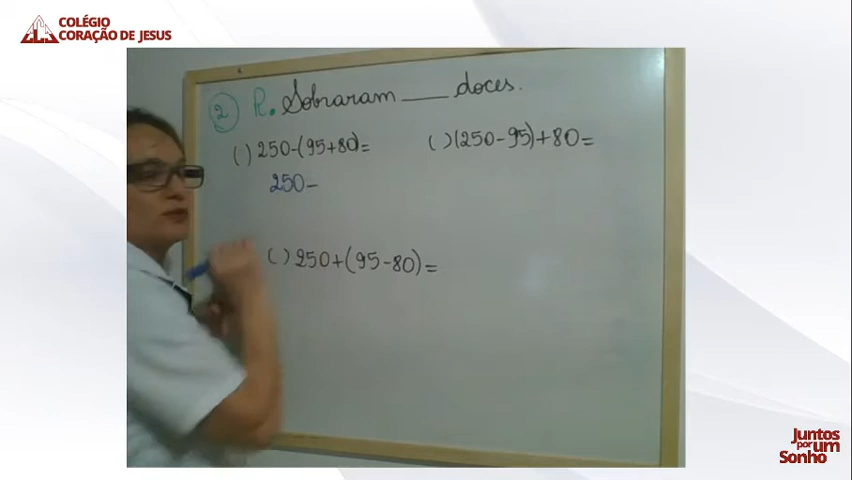 COLÉGIO
CORAÇÃO DE JESUS
2 R. Sobraram ____ doces.
( ) 250-(95+80)= ( ) (250-95)+80=
250-
( ) 250+(95-80)=
Juntos
por um
Sonho